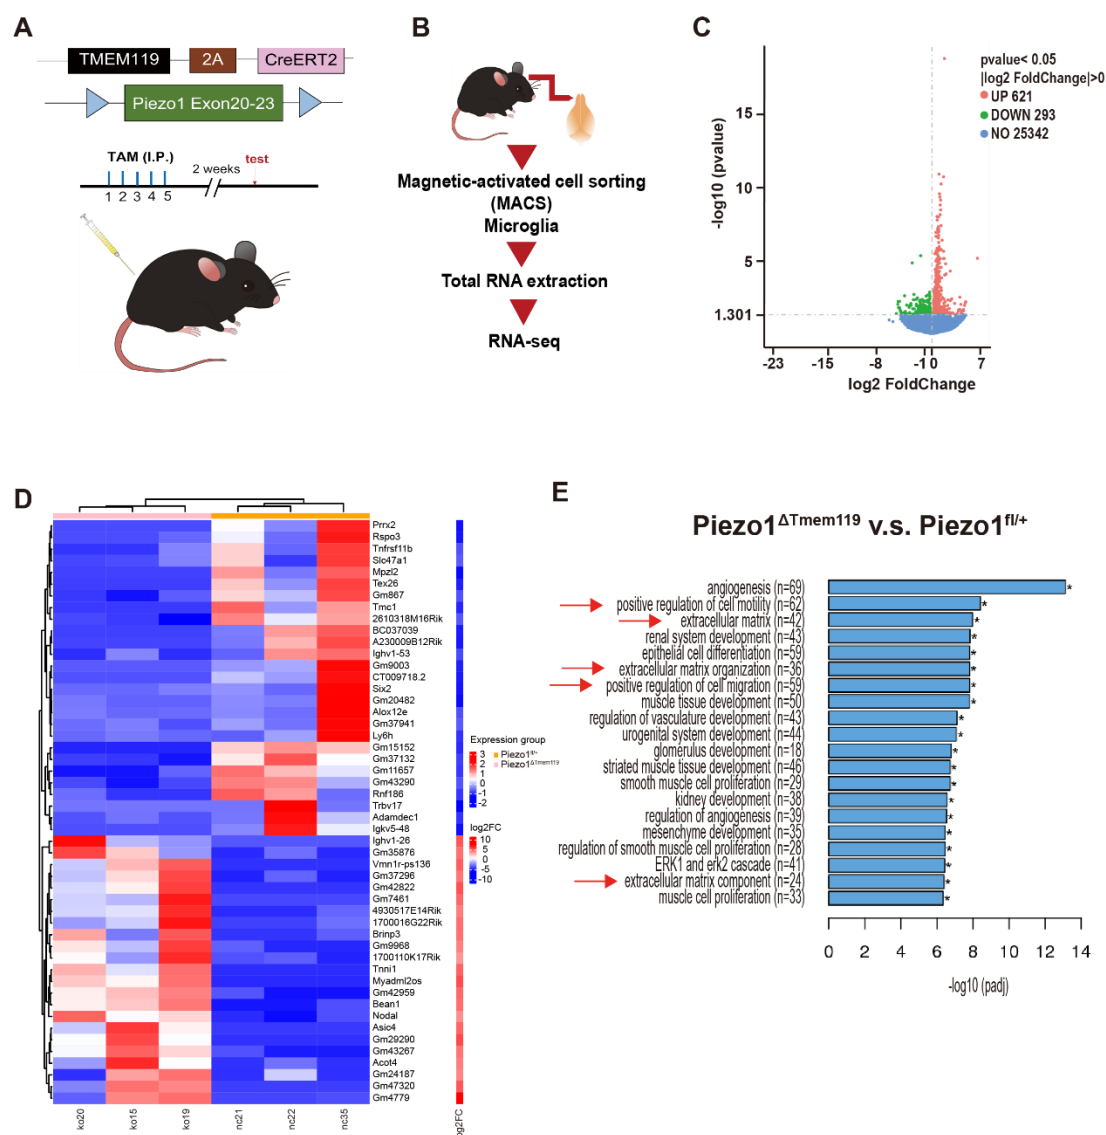 A
TMEM119
2A
CreERT2
Piezo1 Exon20-23
TAM (I.P.)
2 weeks
test
1 2 3 4 5
B
Magnetic-activated cell sorting
(MACS)
Microglia
Total RNA extraction
RNA-seq
C
pvalue< 0.05
|log2 FoldChange|>0
UP 621
DOWN 293
NO 25342
-log10 (pvalue)
15
10
5
1.301
-23 -15 -8 -1 0 7
log2 FoldChange
D
Prrx2
Rspo3
Tnfrsf11b
Slc47a1
Mpzl2
Tex26
Gm867
Tmc1
2610318M16Rik
BC037039
A230009B12Rik
Ighv1-53
Gm9003
CT009718.2
Six2
Gm20482
Alox12e
Gm37941
Ly6h
Gm15152
Gm37132
Gm11657
Gm43290
Rnf186
Trbv17
Adamdec1
Igkv5-48
Ighv1-26
Gm35876
Vmn1r-ps136
Gm37296
Gm42822
Gm7461
4930517E14Rik
1700016G22Rik
Brinp3
Gm9968
1700110K17Rik
Tnni1
Myadml2os
Gm42959
Bean1
Nodal
Asic4
Gm29290
Gm43267
Acot4
Gm24187
Gm47320
Gm4779
ko20
ko15
ko19
nc21
nc22
nc35
log2FC
Expression group
3
2
1
0
-1
-2
Piezo1fl/+
Piezo1ΔTmem119
log2FC
10
5
0
-5
-10
E
Piezo1ΔTmem119 v.s. Piezo1fl/+
angiogenesis (n=69) *
positive regulation of cell motility (n=62) *
extracellular matrix (n=42) *
renal system development (n=43) *
epithelial cell differentiation (n=59) *
extracellular matrix organization (n=36) *
positive regulation of cell migration (n=59) *
muscle tissue development (n=50) *
regulation of vasculature development (n=43) *
urogenital system development (n=44) *
glomerulus development (n=18) *
striated muscle tissue development (n=46) *
smooth muscle cell proliferation (n=29) *
kidney development (n=38) *
regulation of angiogenesis (n=39) *
mesenchyme development (n=35) *
regulation of smooth muscle cell proliferation (n=28) *
ERK1 and erk2 cascade (n=41) *
extracellular matrix component (n=24) *
muscle cell proliferation (n=33) *
0 2 4 6 8 10 12 14
-log10 (padj)